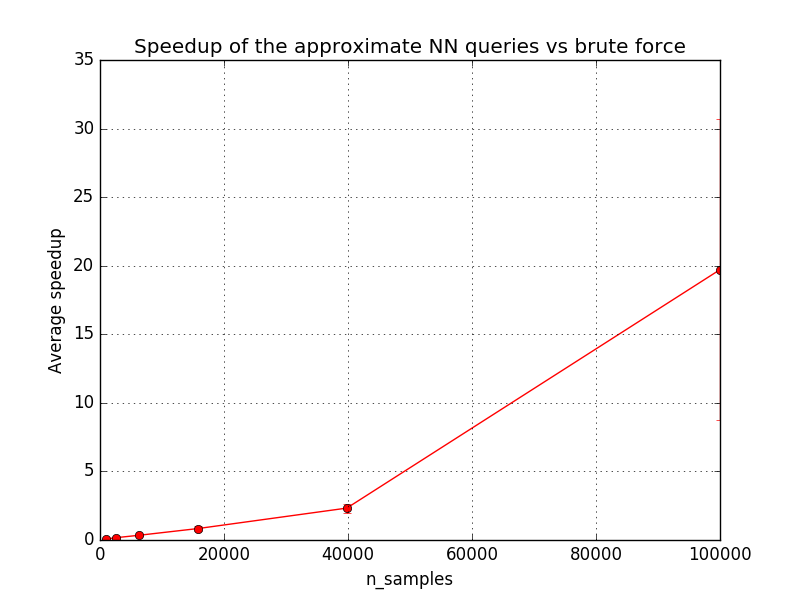 Speedup of the approximate NN queries vs brute force
35
30
25
20
15
10
5
0
Average speedup
0 20000 40000 60000 80000 100000
n_samples